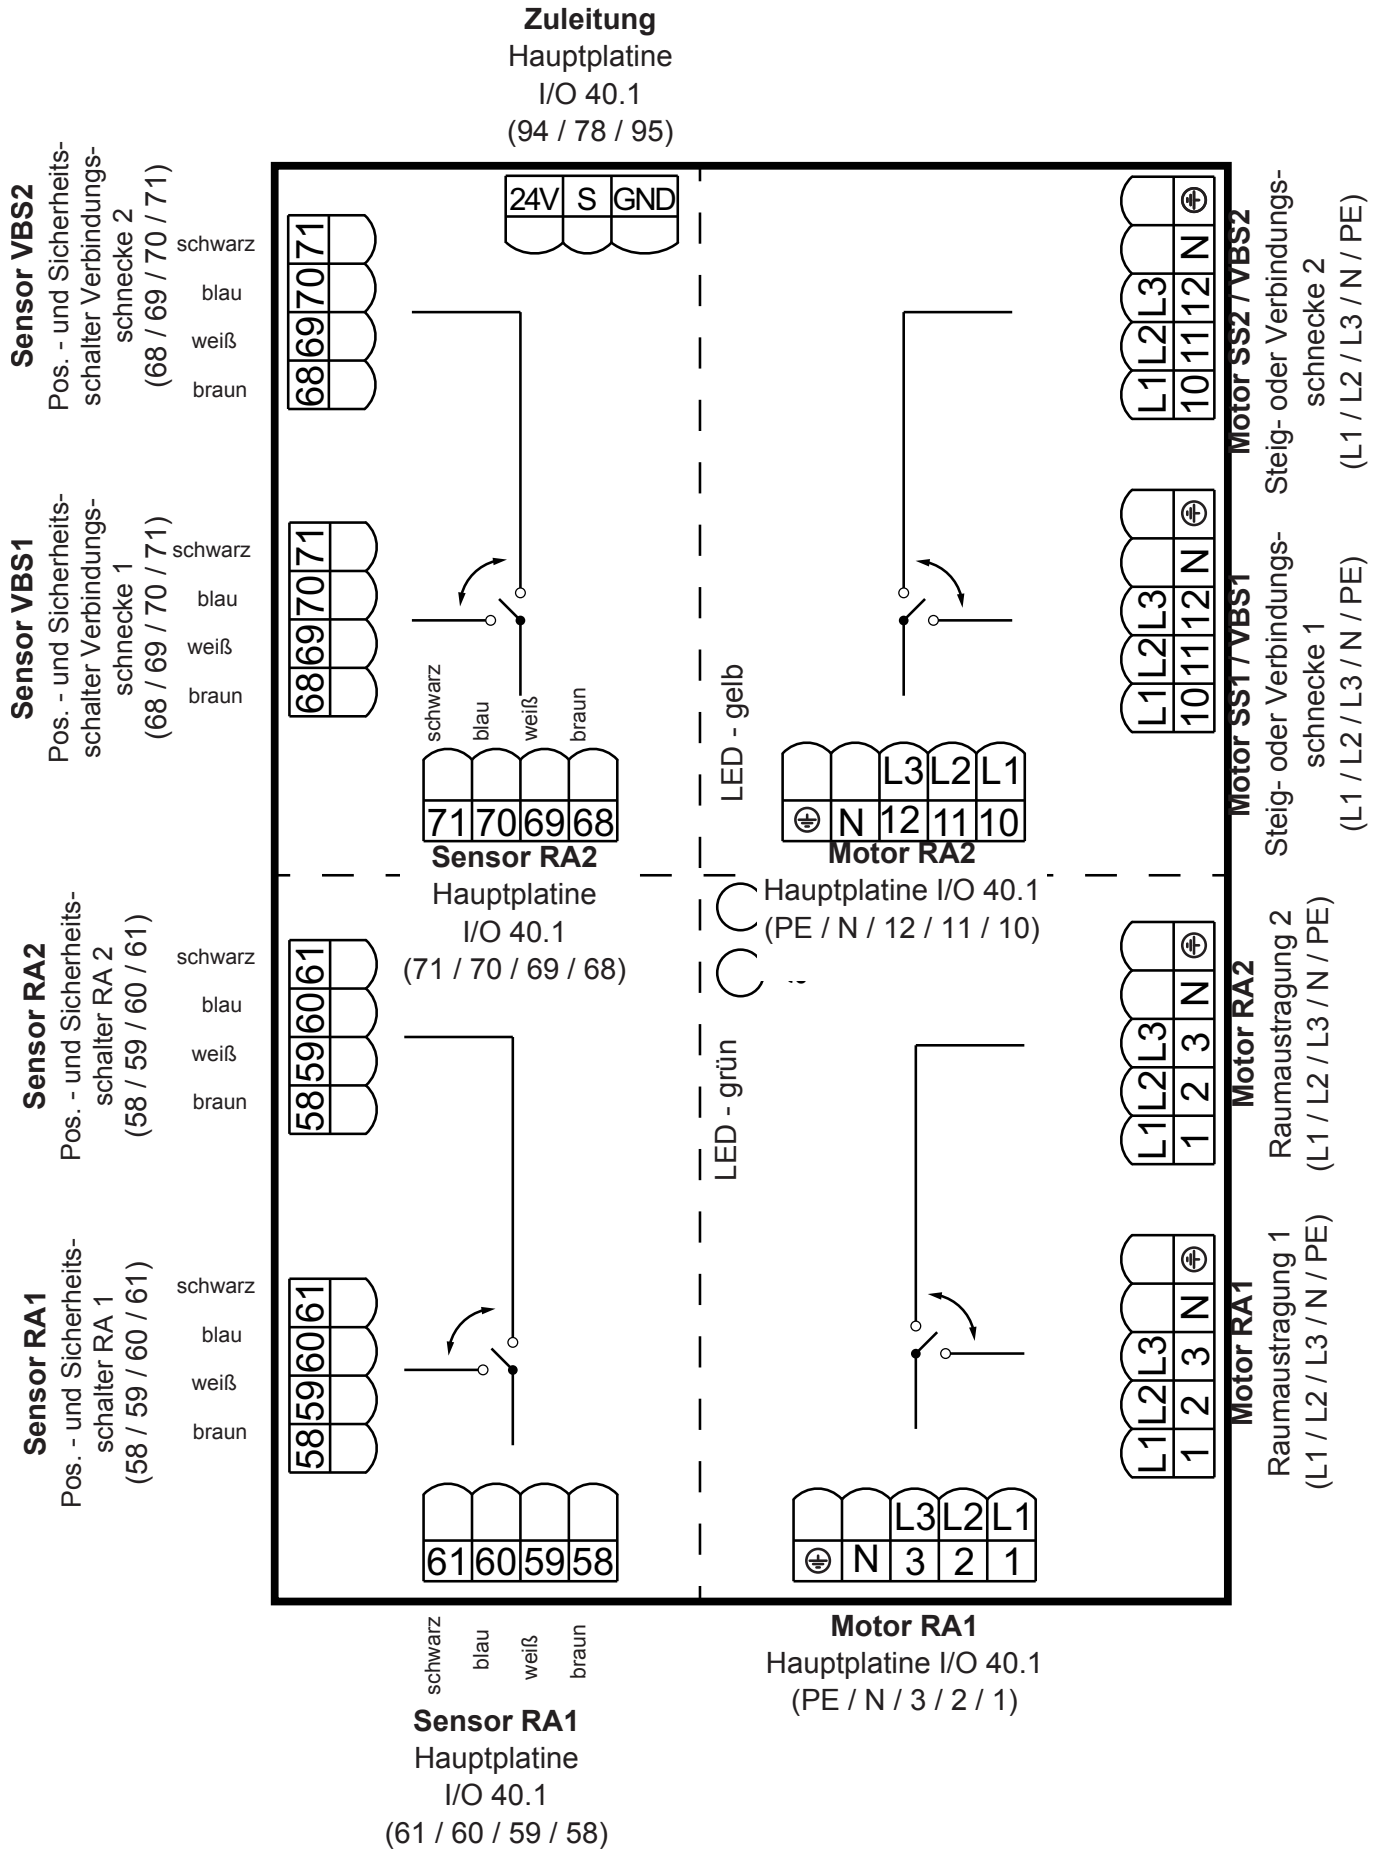 Zuleitung
Hauptplatine
I/O 40.1
(94 / 78 / 95)
24V S GND
Sensor VBS2
Pos. - und Sicherheits-
schalter Verbindungs-
schnecke 2
(68 / 69 / 70 / 71)
schwarz
blau
weiß
braun
71
70
69
68
Sensor VBS1
Pos. - und Sicherheits-
schalter Verbindungs-
schnecke 1
(68 / 69 / 70 / 71)
schwarz
blau
weiß
braun
71
70
69
68
schwarz
blau
weiß
braun
71 70 69 68
Sensor RA2
Hauptplatine
I/O 40.1
(71 / 70 / 69 / 68)
LED - gelb
L3 L2 L1
N 12 11 10
Motor RA2
Hauptplatine I/O 40.1
(PE / N / 12 / 11 / 10)
N
L3 12
L2 11
L1 10
Motor SS2 / VBS2
Steig- oder Verbindungs-
schnecke 2
(L1 / L2 / L3 / N / PE)
N
L3 12
L2 11
L1 10
Motor SS1 / VBS1
Steig- oder Verbindungs-
schnecke 1
(L1 / L2 / L3 / N / PE)
Sensor RA2
Pos. - und Sicherheits-
schalter RA 2
(58 / 59 / 60 / 61)
schwarz
blau
weiß
braun
61
60
59
58
Sensor RA1
Pos. - und Sicherheits-
schalter RA 1
(58 / 59 / 60 / 61)
schwarz
blau
weiß
braun
61
60
59
58
LED - grün
N
L3 3
L2 2
L1 1
Motor RA2
Raumaustragung 2
(L1 / L2 / L3 / N / PE)
N
L3 3
L2 2
L1 1
Motor RA1
Raumaustragung 1
(L1 / L2 / L3 / N / PE)
61 60 59 58
schwarz
blau
weiß
braun
Sensor RA1
Hauptplatine
I/O 40.1
(61 / 60 / 59 / 58)
L3 L2 L1
N 3 2 1
Motor RA1
Hauptplatine I/O 40.1
(PE / N / 3 / 2 / 1)